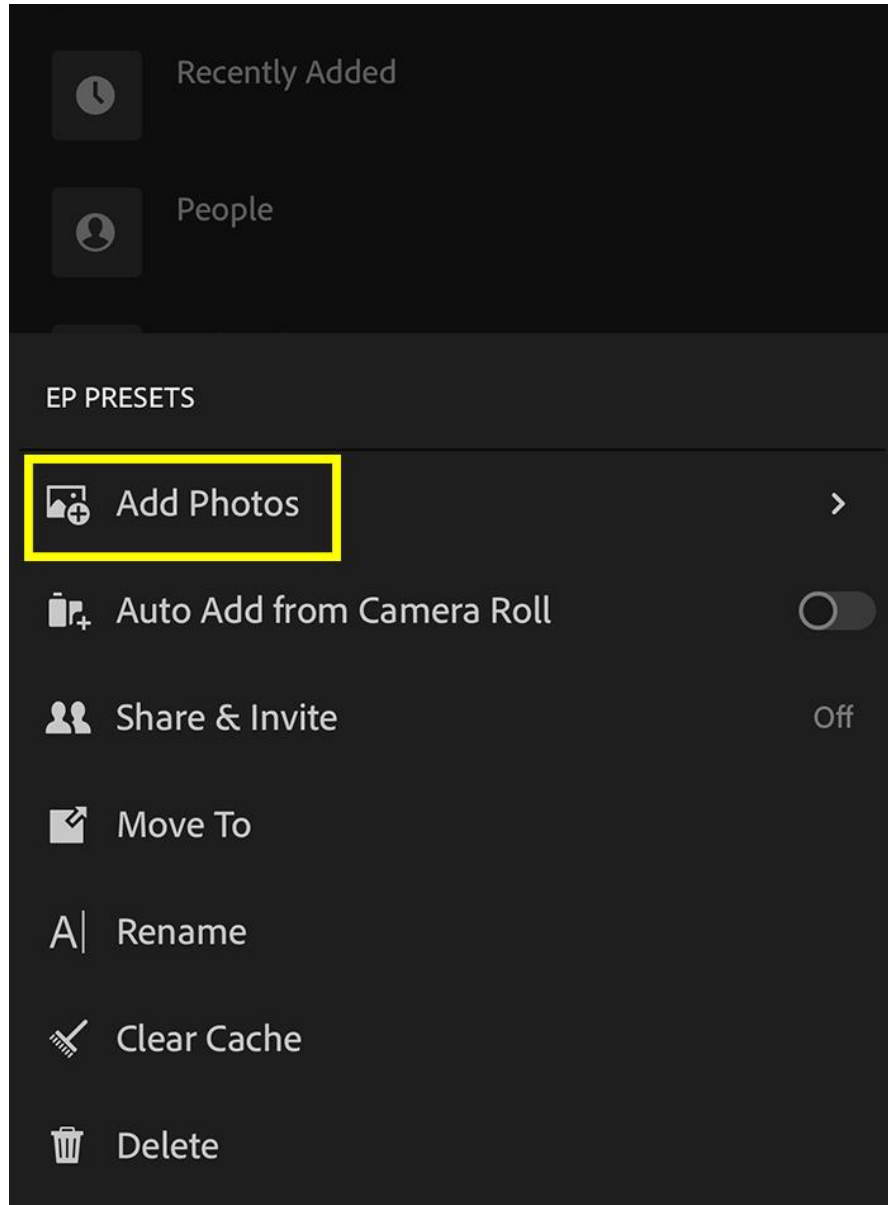 Recently Added
People
EP PRESETS
Add Photos
Auto Add from Camera Roll
Share & Invite Off
Move To
Rename
Clear Cache
Delete